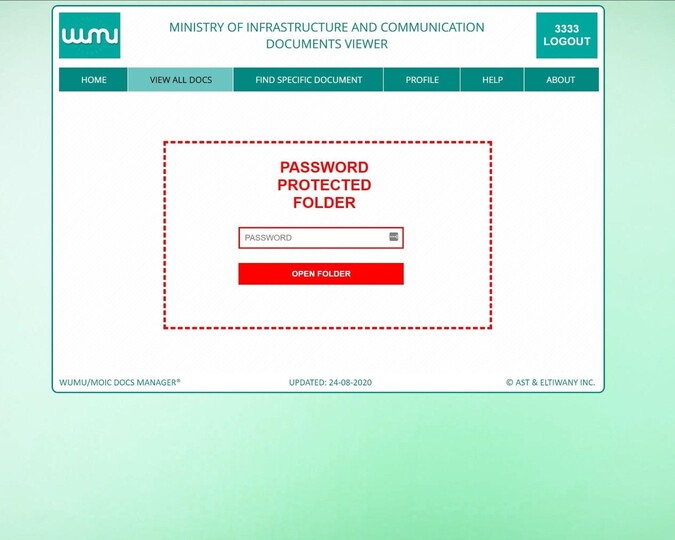 wumu
MINISTRY OF INFRASTRUCTURE AND COMMUNICATION
DOCUMENTS VIEWER
3333
LOGOUT
HOME
VIEW ALL DOCS
FIND SPECIFIC DOCUMENT
PROFILE
HELP
ABOUT
PASSWORD
PROTECTED
FOLDER
PASSWORD
OPEN FOLDER
WUMU/MOIC DOCS MANAGER®
UPDATED: 24-08-2020
© AST & ELTIWANY INC.